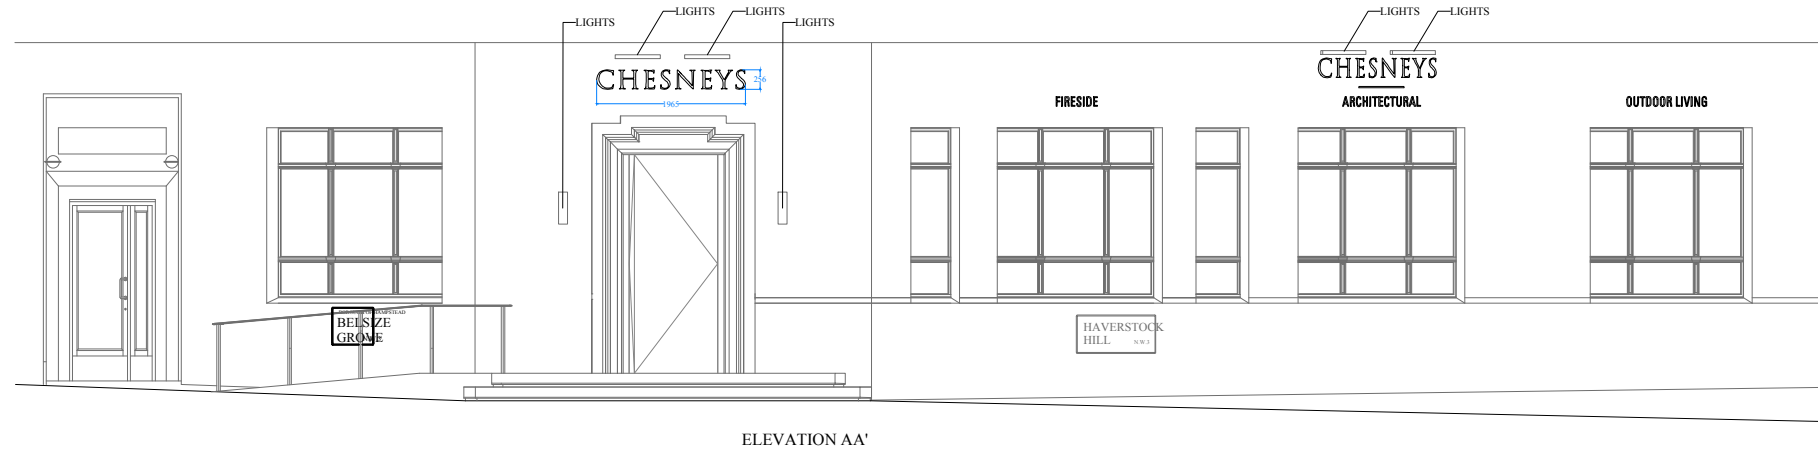 LIGHTS
LIGHTS
LIGHTS
LIGHTS
LIGHTS
LIGHTS
CHESNEYS
256
1965
CHESNEYS
FIRESIDE
ARCHITECTURAL
OUTDOOR LIVING
HAMPSTEAD
BELSIZE
GROVE
HAVERSTOCK
HILL N.W.3
ELEVATION AA'